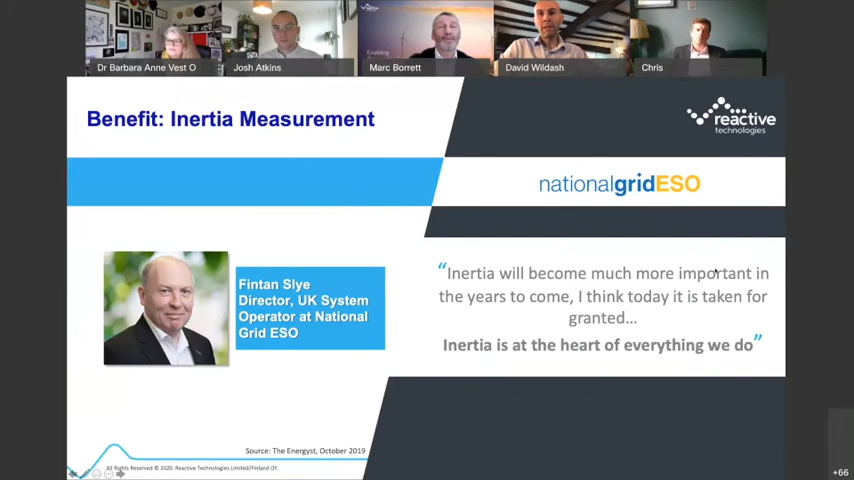 reactive
Enabling
Dr Barbara Anne Vest O
Josh Atkins
Marc Borrett
David Wildash
Chris
Benefit: Inertia Measurement
reactive
technologies
nationalgridESO
Fintan Slye
Director, UK System
Operator at National
Grid ESO
“Inertia will become much more important in
the years to come, I think today it is taken for
granted...
Inertia is at the heart of everything we do”
Source: The Energyst, October 2019
All Rights Reserved © 2020. Reactive Technologies Limited/Finland OY.
+66